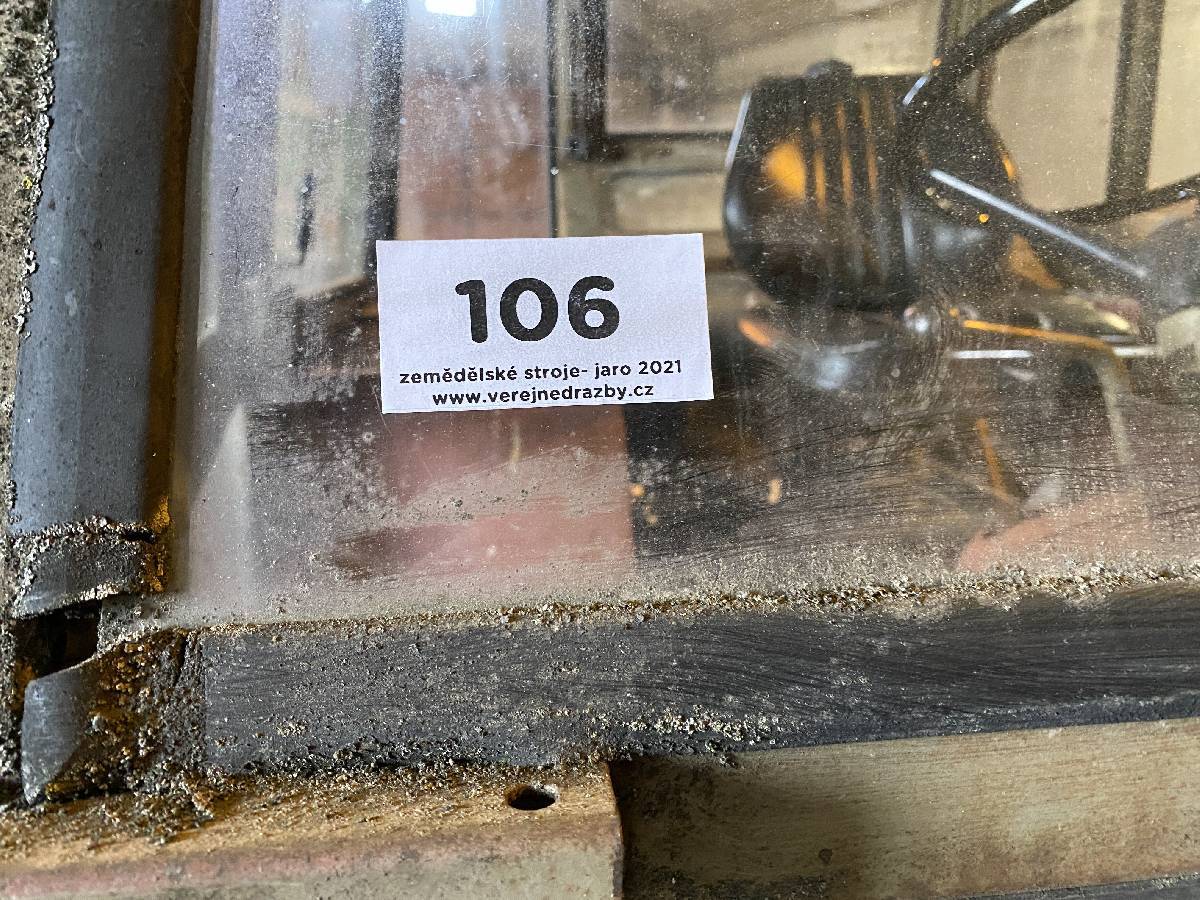 106
zemědělské stroje- jaro 2021
www.verejnedrazby.cz